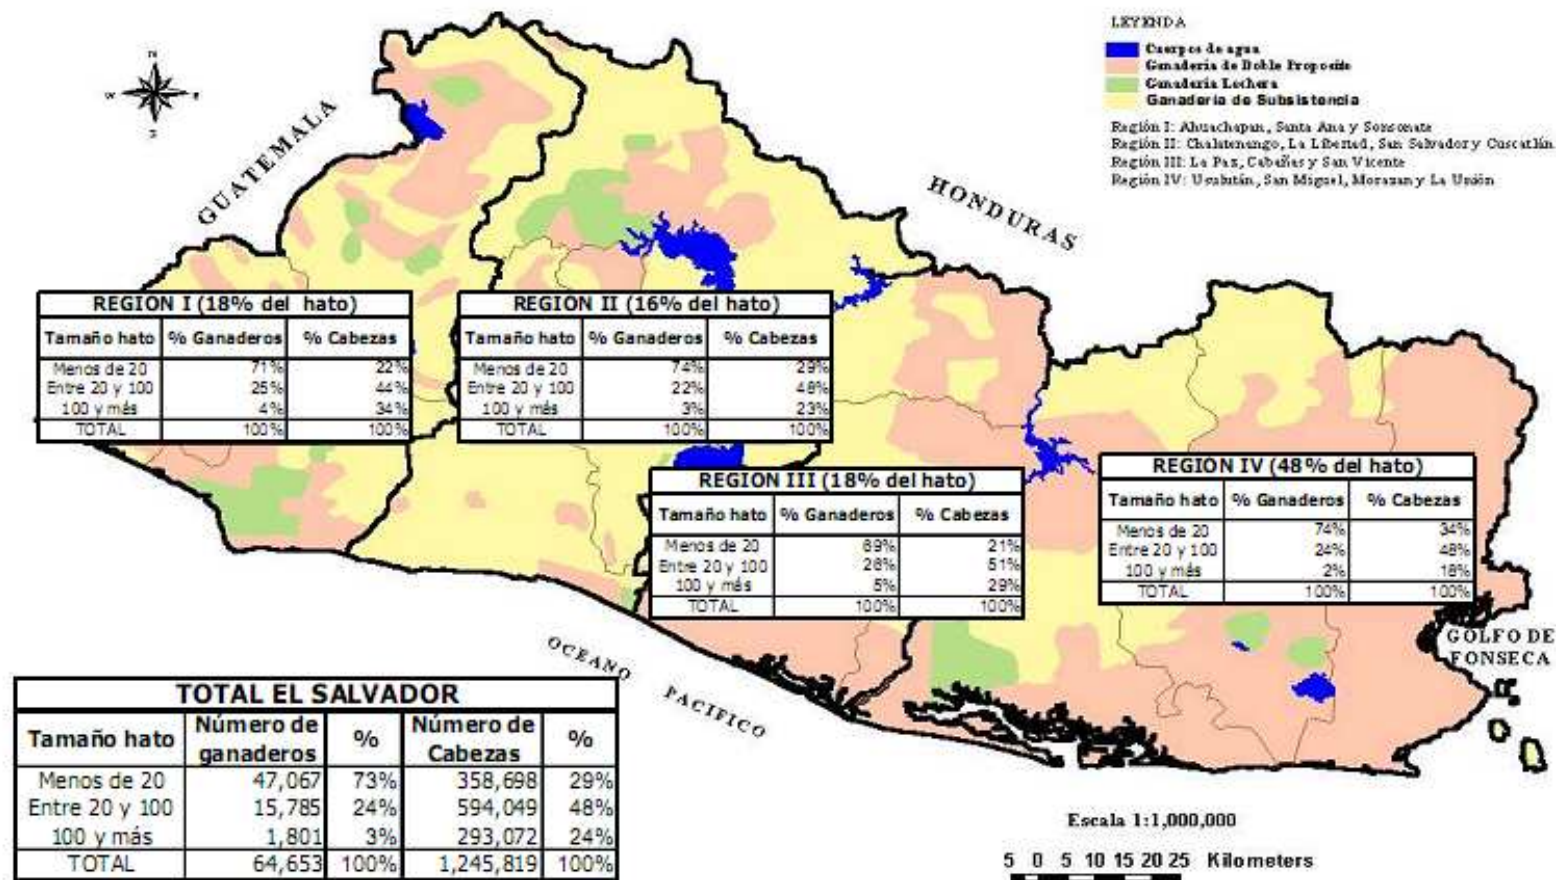 LEYENDA
Cuerpos de agua
Ganadería de Doble Proposito
Ganadería Lechera
Ganadería de Subsistencia
Región I: Ahuachapan, Santa Ana y Sonsonate
Región II: Chalatenango, La Libertad, San Salvador y Cuscatlán
Región III: La Paz, Cabañas y San Vicente
Región IV: Usulután, San Miguel, Morazan y La Unión
N
W E
S
GUATEMALA
HONDURAS
REGION I (18% del hato)
Tamaño hato % Ganaderos % Cabezas
Menos de 20 71% 22%
Entre 20 y 100 25% 44%
100 y más 4% 34%
TOTAL 100% 100%
REGION II (16% del hato)
Tamaño hato % Ganaderos % Cabezas
Menos de 20 74% 29%
Entre 20 y 100 22% 48%
100 y más 3% 23%
TOTAL 100% 100%
REGION III (18% del hato)
Tamaño hato % Ganaderos % Cabezas
Menos de 20 69% 21%
Entre 20 y 100 26% 51%
100 y más 5% 29%
TOTAL 100% 100%
REGION IV (48% del hato)
Tamaño hato % Ganaderos % Cabezas
Menos de 20 74% 34%
Entre 20 y 100 24% 48%
100 y más 2% 18%
TOTAL 100% 100%
GOLFO DE
FONSECA
OCEANO PACIFICO
TOTAL EL SALVADOR
Tamaño hato Número de ganaderos % Número de Cabezas %
Menos de 20 47,067 73% 358,698 29%
Entre 20 y 100 15,785 24% 594,049 48%
100 y más 1,801 3% 293,072 24%
TOTAL 64,653 100% 1,245,819 100%
Escala 1:1,000,000
5 0 5 10 15 20 25 Kilometers